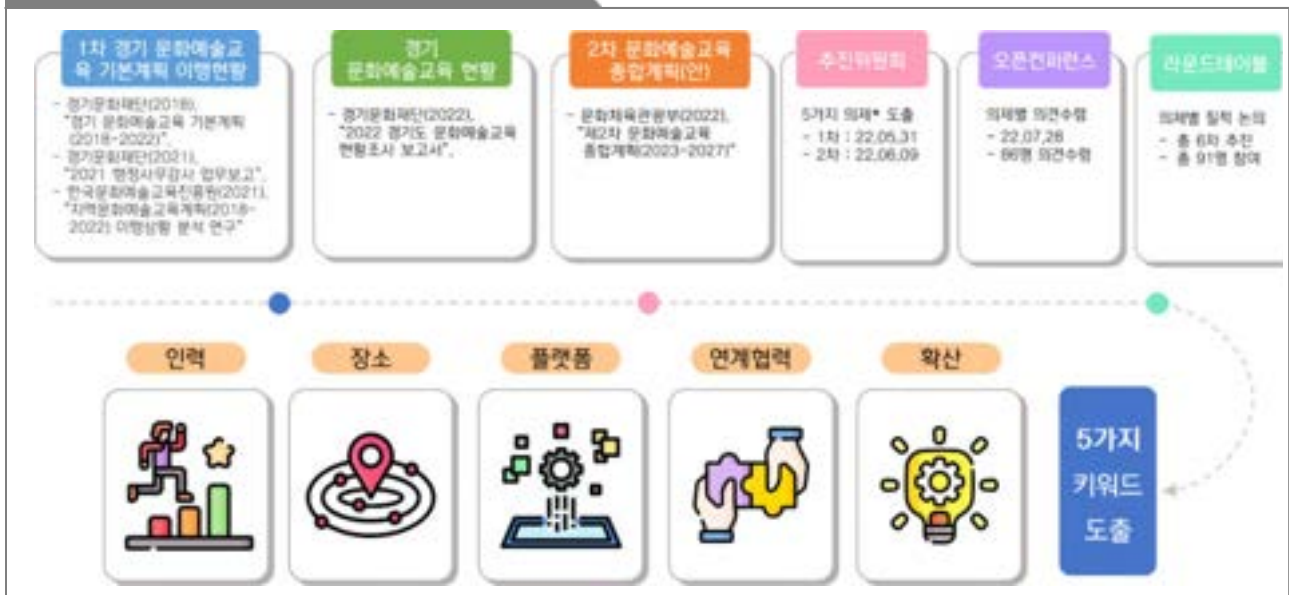 1차 경기 문화예술교
육 기본계획 이행현황
- 경기문화재단(2018),
"경기 문화예술교육 기본계획
(2018-2022)".
- 경기문화재단(2021),
"2021 행정사무감사 업무보고",
- 한국문화예술교육진흥원(2021),
"지역문화예술교육계획(2018-
2022) 이행상황 분석 연구"
경기
문화예술교육 현황
- 경기문화재단(2022),
"2022 경기도 문화예술교육
현황조사 보고서",
2차 문화예술교육
종합계획(안)
- 문화체육관광부(2022),
"제2차 문화예술교육
종합계획(2023-2027)"
추진위원회
5가지 의제* 도출
- 1차 : 22.05.31
- 2차 : 22.06.09
오픈컨퍼런스
의제별 의견수렴
- 22.07.28
- 86명 의견수렴
라운드테이블
의제별 질적 논의
- 총 6차 추진
- 총 91명 참여
인력
장소
플랫폼
연계협력
확산
5가지
키워드
도출